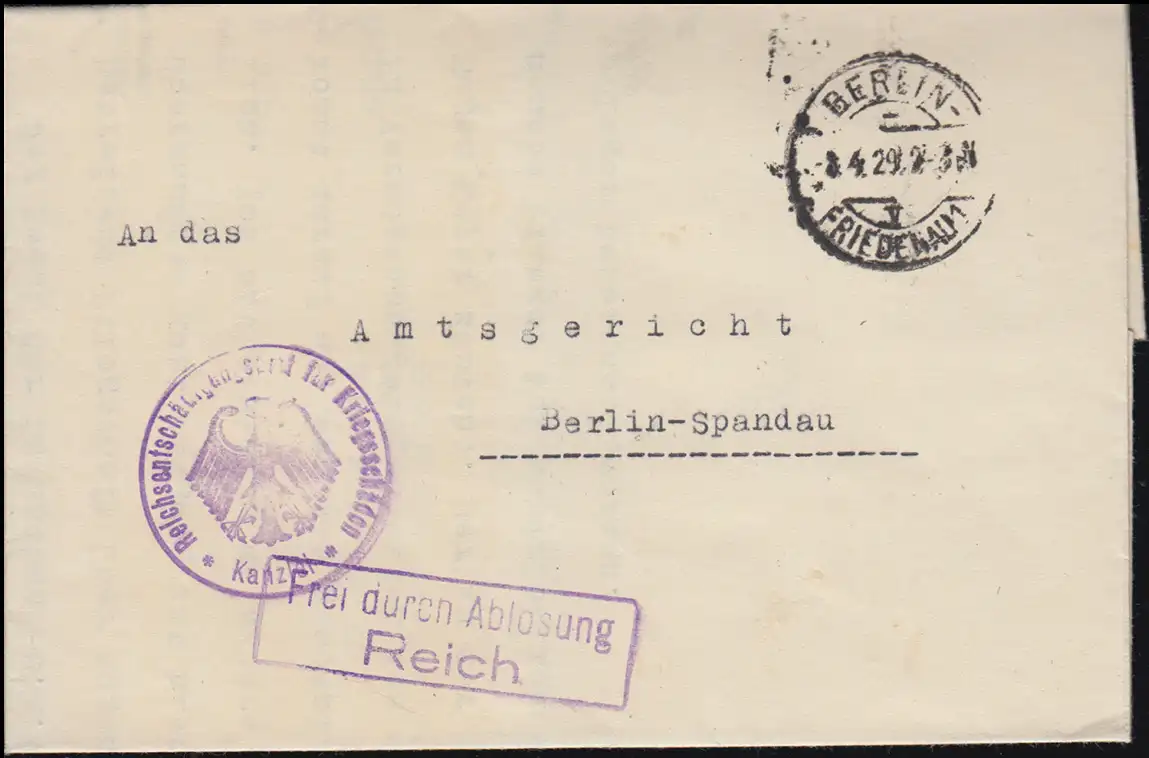 BERLIN-
4.29. 2-3 N
V
FRIEDENAU 1
An das
Amtsgericht
Berlin-Spandau
Reichsentschädigungsamt für Kriegsschäden
* Kanzlei *
Frei durch Ablösung
Reich